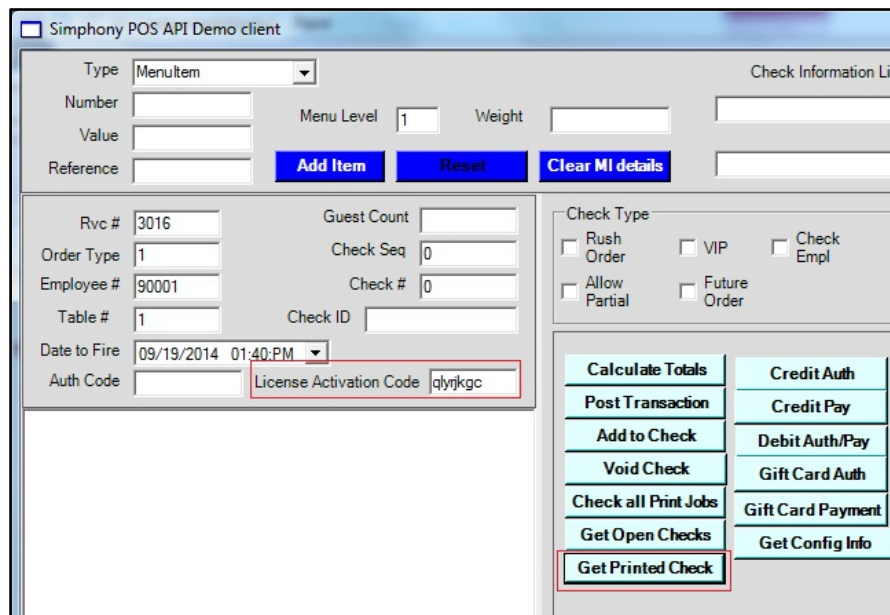 Simphony POS API Demo client
Type MenuItem
Check Information Li
Number
Menu Level 1 Weight
Value
Reference
Add Item Reset Clear MI details
Rvc # 3016 Guest Count
Order Type 1 Check Seq 0
Employee # 90001 Check # 0
Table # 1 Check ID
Date to Fire 09/19/2014 01:40:PM
Auth Code License Activation Code qlyrjkgc
Check Type
Rush Order VIP Check Empl
Allow Partial Future Order
Calculate Totals Credit Auth
Post Transaction Credit Pay
Add to Check Debit Auth/Pay
Void Check Gift Card Auth
Check all Print Jobs Gift Card Payment
Get Open Checks Get Config Info
Get Printed Check